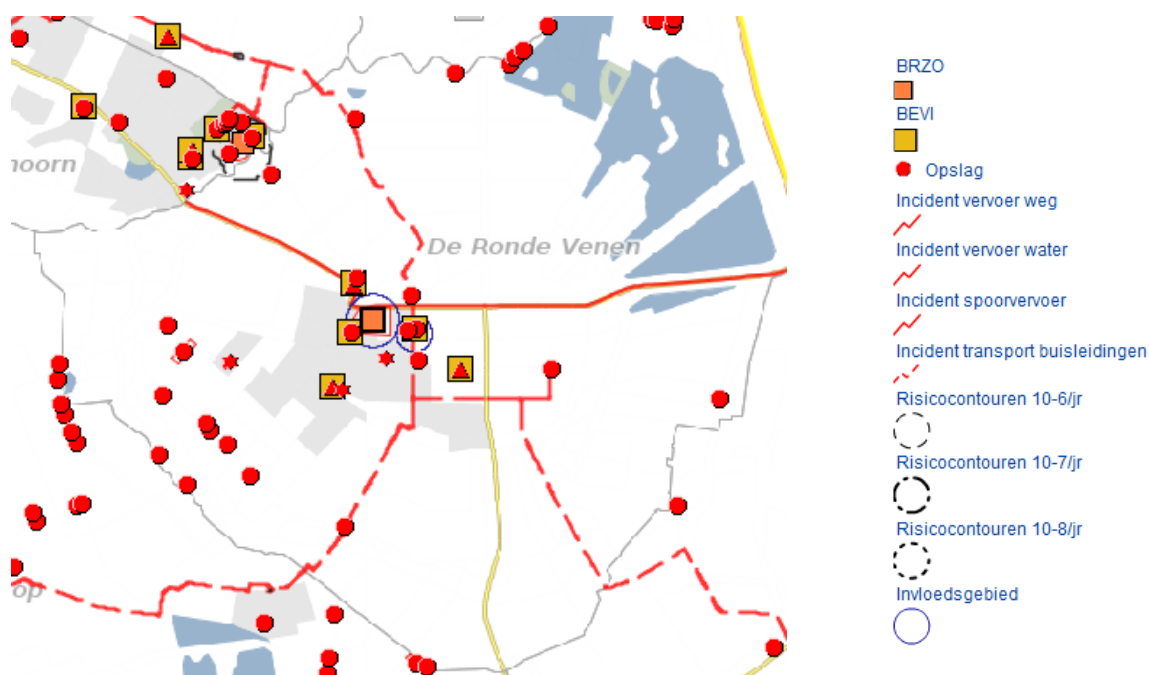 hoorn
De Ronde Venen
op
BRZO
BEVI
Opslag
Incident vervoer weg
Incident vervoer water
Incident spoorvervoer
Incident transport buisleidingen
Risicocontouren 10-6/jr
Risicocontouren 10-7/jr
Risicocontouren 10-8/jr
Invloedsgebied